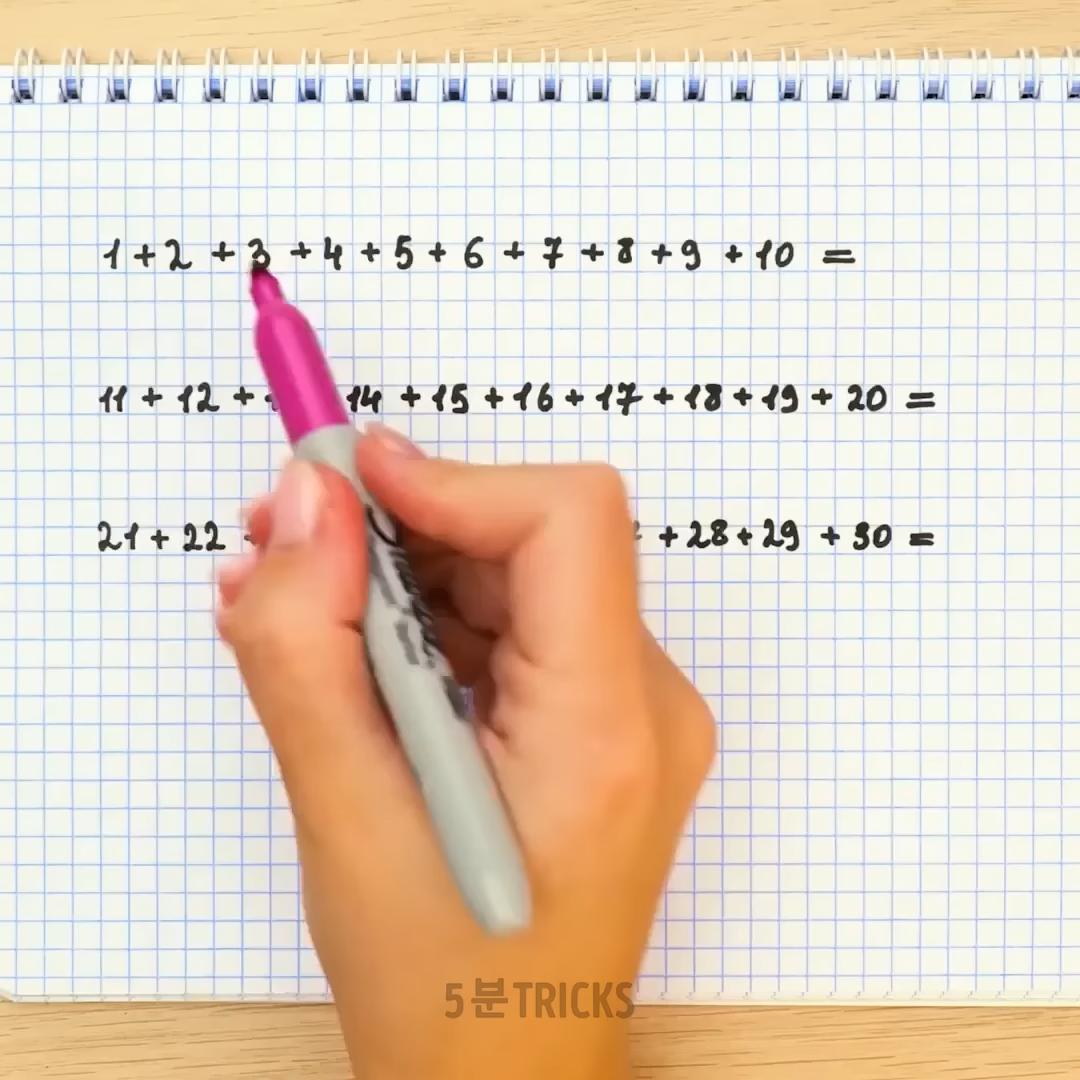 1 + 2 + 3 + 4 + 5 + 6 + 7 + 8 + 9 + 10 =
11 + 12 + 14 + 15 + 16 + 17 + 18 + 19 + 20 =
21 + 22 + 28 + 29 + 30 =
5분TRICKS